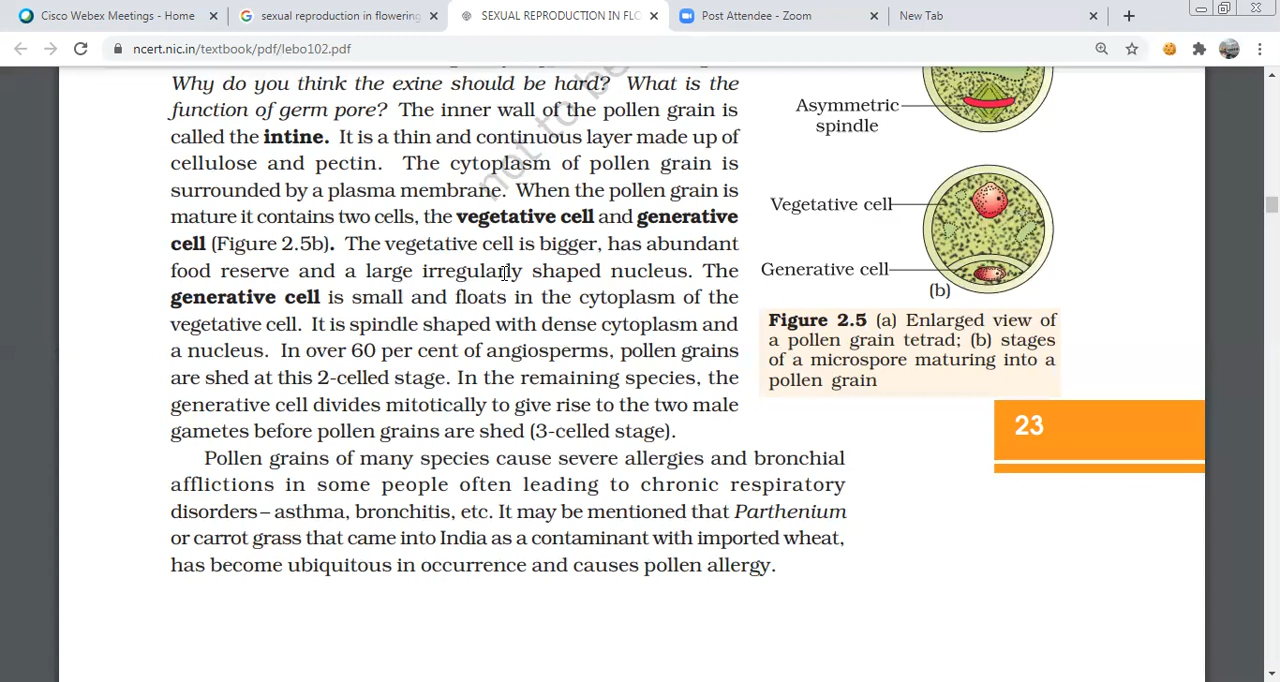 Cisco Webex Meetings - Home
sexual reproduction in flowering
SEXUAL REPRODUCTION IN FLO
Post Attendee - Zoom
New Tab
ncert.nic.in/textbook/pdf/lebo102.pdf
Why do you think the exine should be hard? What is the
function of germ pore? The inner wall of the pollen grain is
called the intine. It is a thin and continuous layer made up of
cellulose and pectin. The cytoplasm of pollen grain is
surrounded by a plasma membrane. When the pollen grain is
mature it contains two cells, the vegetative cell and generative
cell (Figure 2.5b). The vegetative cell is bigger, has abundant
food reserve and a large irregularly shaped nucleus. The
generative cell is small and floats in the cytoplasm of the
vegetative cell. It is spindle shaped with dense cytoplasm and
a nucleus. In over 60 per cent of angiosperms, pollen grains
are shed at this 2-celled stage. In the remaining species, the
generative cell divides mitotically to give rise to the two male
gametes before pollen grains are shed (3-celled stage).
Pollen grains of many species cause severe allergies and bronchial
afflictions in some people often leading to chronic respiratory
disorders– asthma, bronchitis, etc. It may be mentioned that Parthenium
or carrot grass that came into India as a contaminant with imported wheat,
has become ubiquitous in occurrence and causes pollen allergy.
not to be
Asymmetric
spindle
Vegetative cell
Generative cell
(b)
Figure 2.5 (a) Enlarged view of
a pollen grain tetrad; (b) stages
of a microspore maturing into a
pollen grain
23